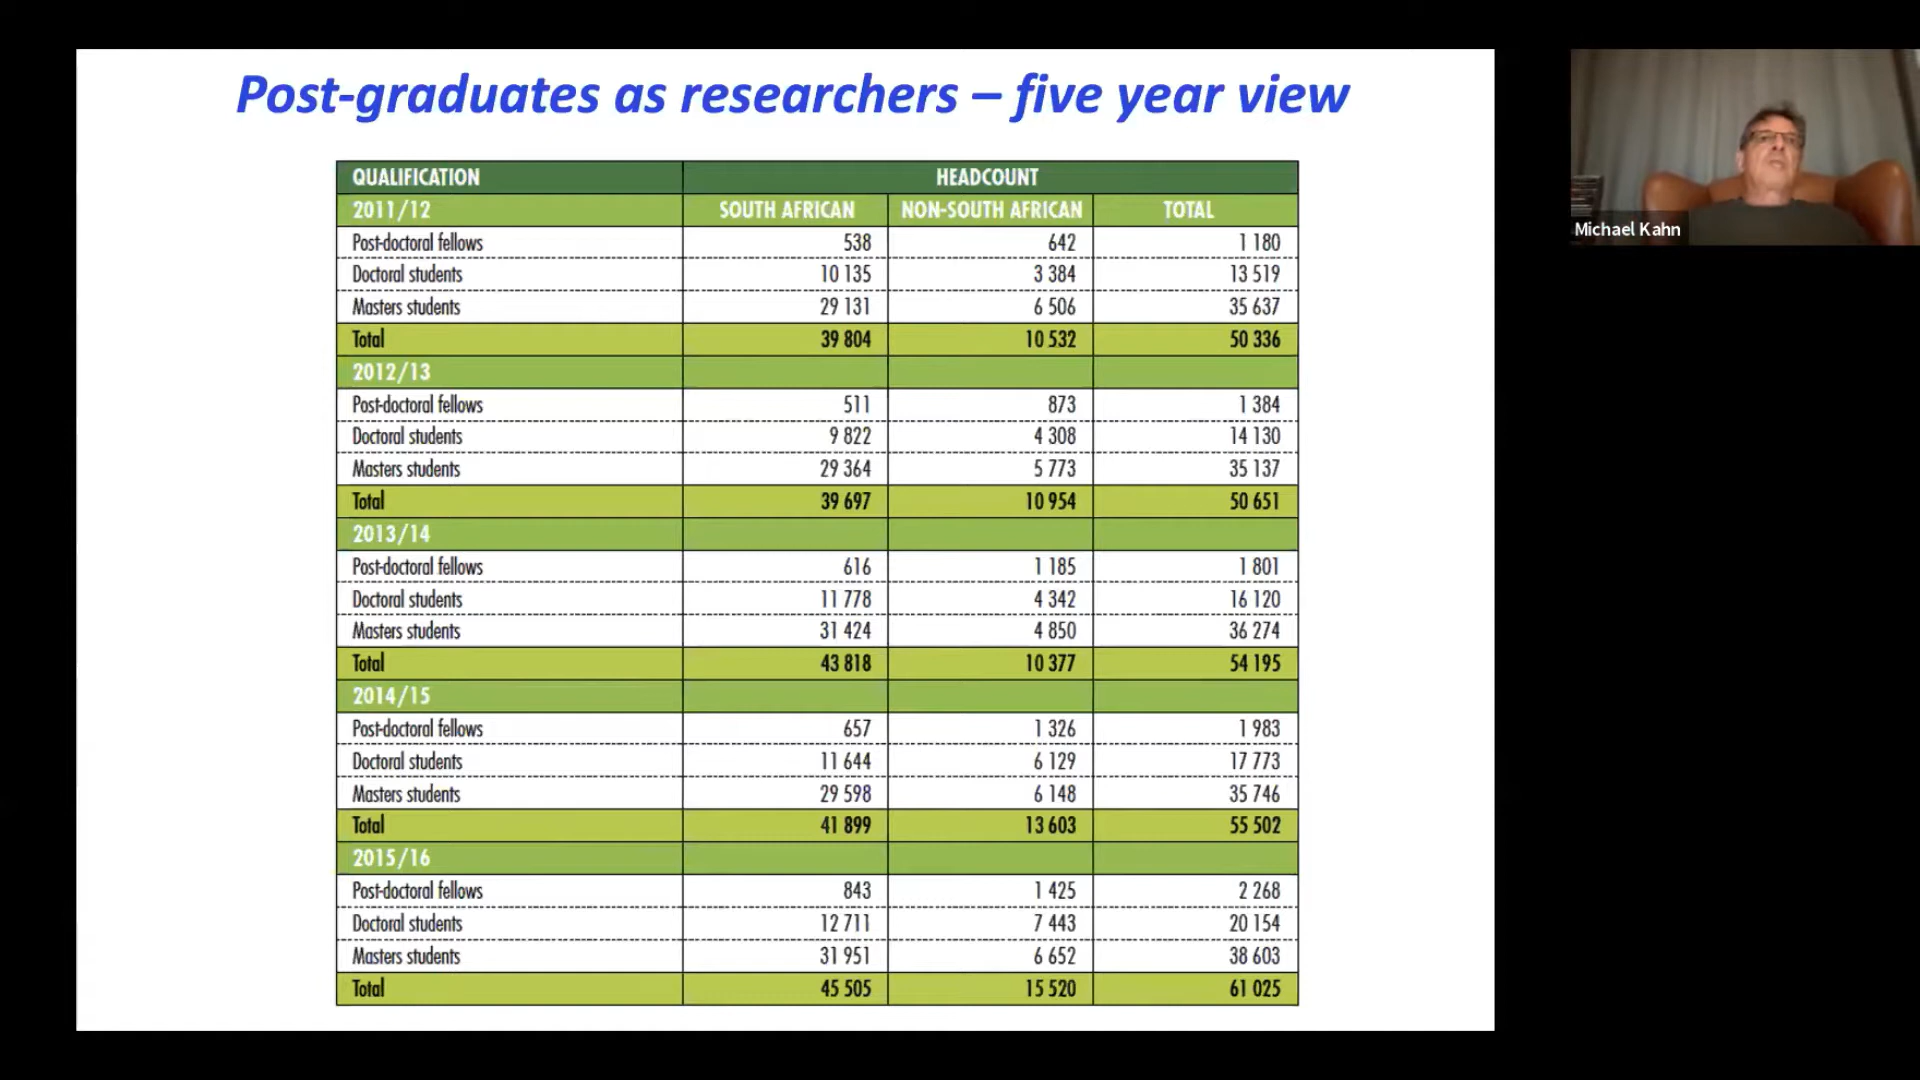 Post-graduates as researchers – five year view
Michael Kahn
QUALIFICATION HEADCOUNT
2011/12 SOUTH AFRICAN NON-SOUTH AFRICAN TOTAL
Post-doctoral fellows 538 642 1 180
Doctoral students 10 135 3 384 13 519
Masters students 29 131 6 506 35 637
Total 39 804 10 532 50 336
2012/13
Post-doctoral fellows 511 873 1 384
Doctoral students 9 822 4 308 14 130
Masters students 29 364 5 773 35 137
Total 39 697 10 954 50 651
2013/14
Post-doctoral fellows 616 1 185 1 801
Doctoral students 11 778 4 342 16 120
Masters students 31 424 4 850 36 274
Total 43 818 10 377 54 195
2014/15
Post-doctoral fellows 657 1 326 1 983
Doctoral students 11 644 6 129 17 773
Masters students 29 598 6 148 35 746
Total 41 899 13 603 55 502
2015/16
Post-doctoral fellows 843 1 425 2 268
Doctoral students 12 711 7 443 20 154
Masters students 31 951 6 652 38 603
Total 45 505 15 520 61 025